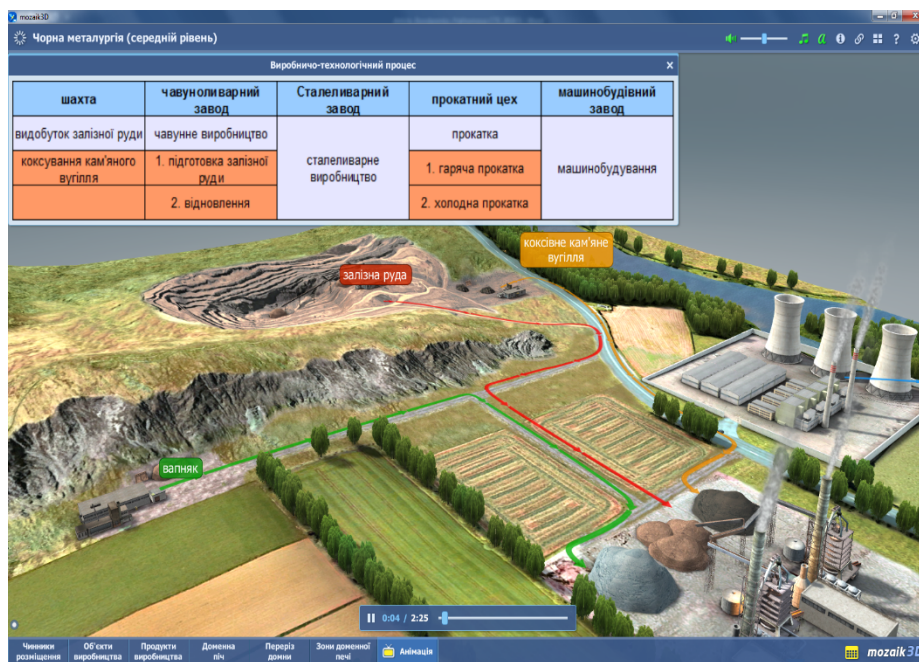 mozaik3D
Чорна металургія (середній рівень)
Виробничо-технологічний процес
шахта
чавуноливарний
завод
Сталеливарний
завод
прокатний цех
машинобудівний
завод
видобуток залізної руди
чавунне виробництво
сталеливарне
виробництво
прокатка
машинобудування
коксування кам'яного
вугілля
1. підготовка залізної
руди
1. гаряча прокатка
2. відновлення
2. холодна прокатка
коксівне кам'яне
вугілля
залізна руда
вапняк
0:04 / 2:25
Чинники
розміщення
Об'єкти
виробництва
Продукти
виробництва
Доменна
піч
Переріз
домни
Зони доменної
печі
Анімація
mozaik3D